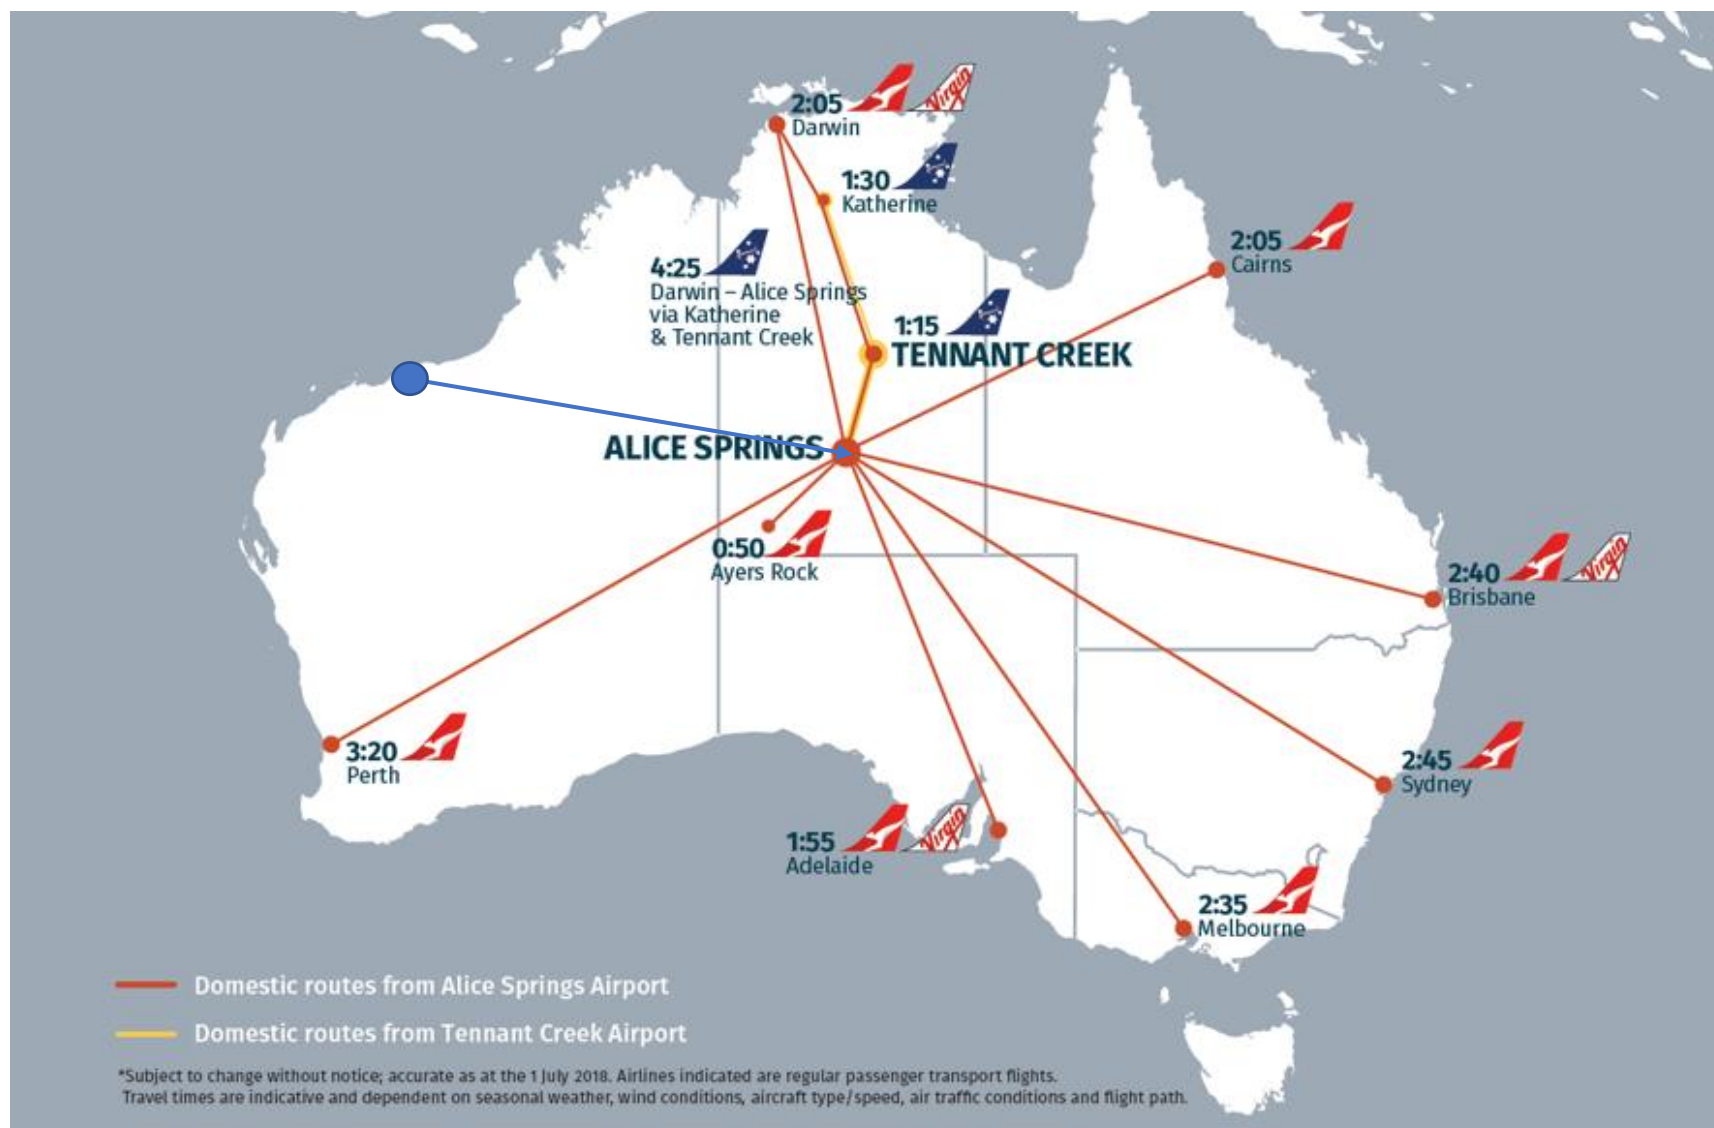 2:05
Virgin
Darwin
1:30
Katherine
2:05
Cairns
4:25
Darwin – Alice Springs
via Katherine
& Tennant Creek
1:15
TENNANT CREEK
ALICE SPRINGS
0:50
Ayers Rock
2:40
Virgin
Brisbane
3:20
Perth
2:45
Sydney
1:55
Virgin
Adelaide
2:35
Melbourne
Domestic routes from Alice Springs Airport
Domestic routes from Tennant Creek Airport
*Subject to change without notice; accurate as at the 1 July 2018. Airlines indicated are regular passenger transport flights.
Travel times are indicative and dependent on seasonal weather, wind conditions, aircraft type/speed, air traffic conditions and flight path.